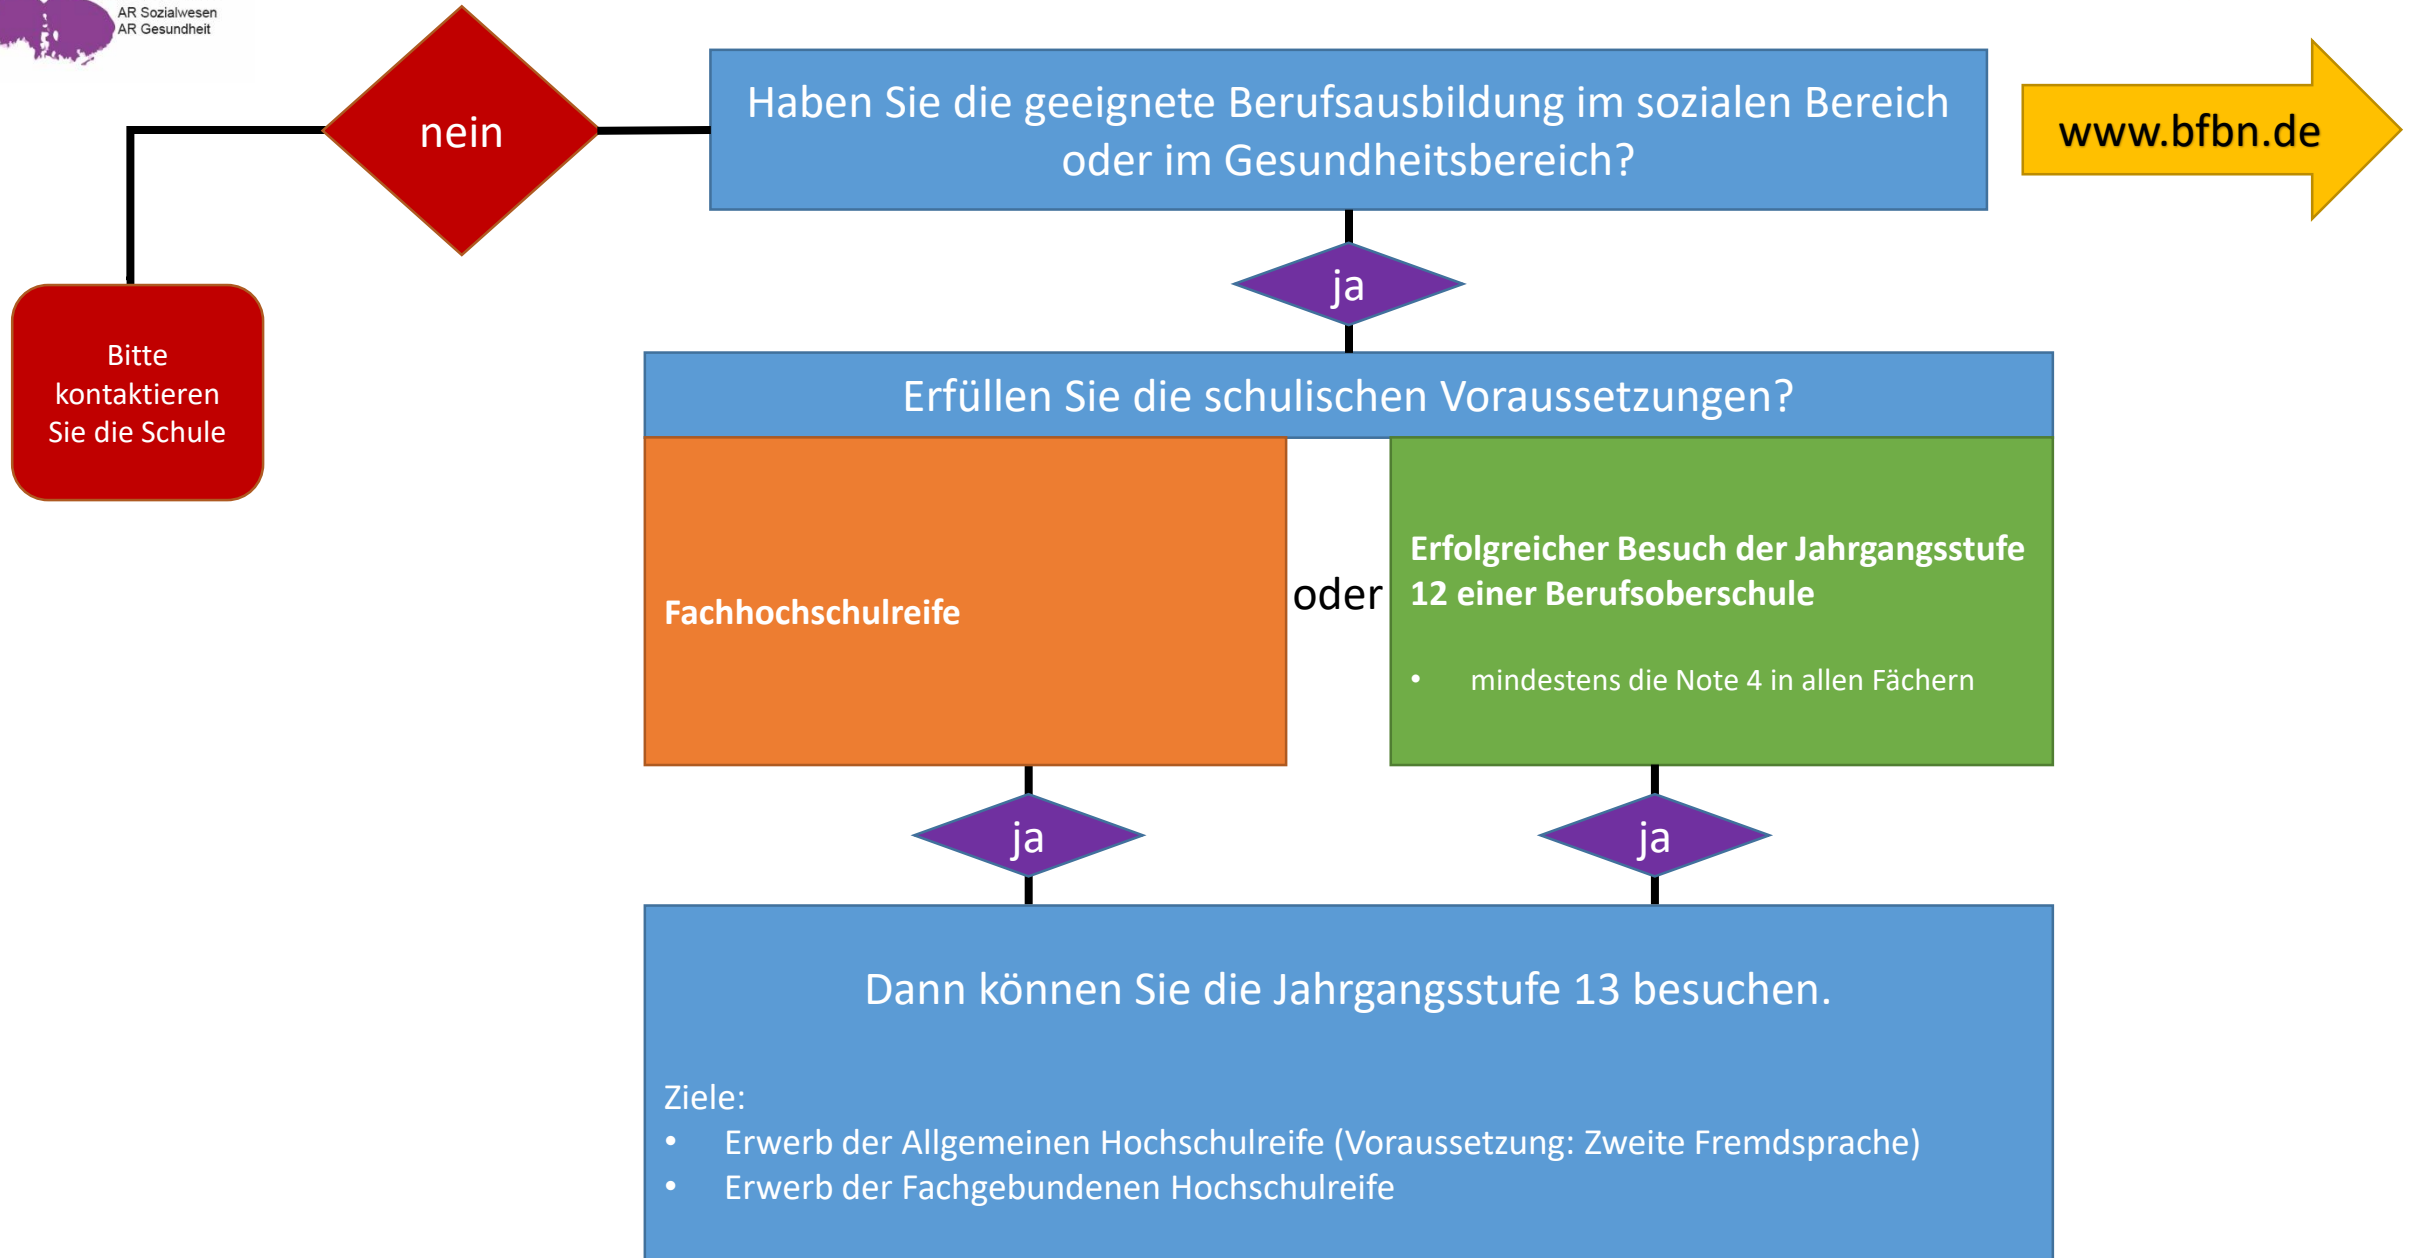 AR Sozialwesen
AR Gesundheit
nein
Haben Sie die geeignete Berufsausbildung im sozialen Bereich
oder im Gesundheitsbereich?
www.bfbn.de
ja
Bitte
kontaktieren
Sie die Schule
Erfüllen Sie die schulischen Voraussetzungen?
Fachhochschulreife
oder
Erfolgreicher Besuch der Jahrgangsstufe
12 einer Berufsoberschule
• mindestens die Note 4 in allen Fächern
ja
ja
Dann können Sie die Jahrgangsstufe 13 besuchen.
Ziele:
• Erwerb der Allgemeinen Hochschulreife (Voraussetzung: Zweite Fremdsprache)
• Erwerb der Fachgebundenen Hochschulreife